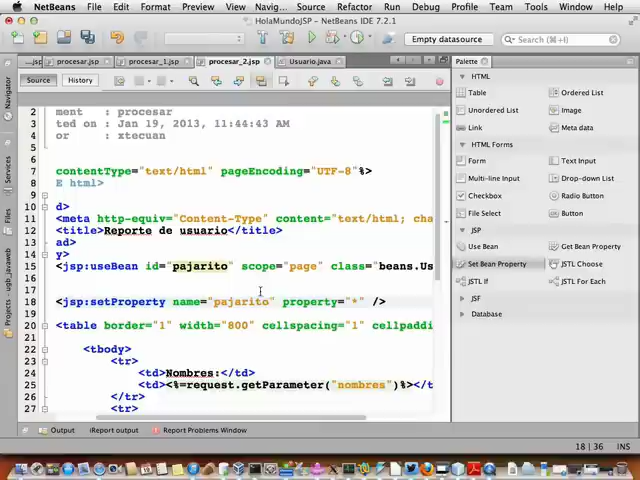 NetBeans File Edit View Navig... Source Refactor Run Debug Profile Team Tools Window Help
HolaMundoJSP – NetBeans IDE 7.2.1
Empty datasource
Search (⌘+I)
...jsp procesar.jsp procesar_1.jsp procesar_2.jsp Usuario.java
Palette
Source History
HTML
Table Ordered List
Unordered List Image
Link Meta data
HTML Forms
Form Text Input
Multi-line Input Drop-down List
Checkbox Radio Button
File Select Button
JSP
Use Bean Get Bean Property
Set Bean Property JSTL Choose
JSTL If JSTL For Each
JSF
Database
Navigator
Services
Files
Projects
ugb_javaweb
2 ment : procesar
3 ted on : Jan 19, 2013, 11:44:43 AM
4 or : xtecuan
5
6
7 contentType="text/html" pageEncoding="UTF-8"%>
8 E html>
9
10 d>
11 <meta http-equiv="Content-Type" content="text/html; cha
12 <title>Reporte de usuario</title>
13 ad>
14 y>
15 <jsp:useBean id="pajarito" scope="page" class="beans.Us
17
18 <jsp:setProperty name="pajarito" property="*" />
19
20 <table border="1" width="800" cellspacing="1" cellpaddi
22 <tbody>
23 <tr>
24 <td>Nombres:</td>
25 <td><%=request.getParameter("nombres")%></t
26 </tr>
27 <tr>
Output iReport output Report Problems Window
18 | 36 INS